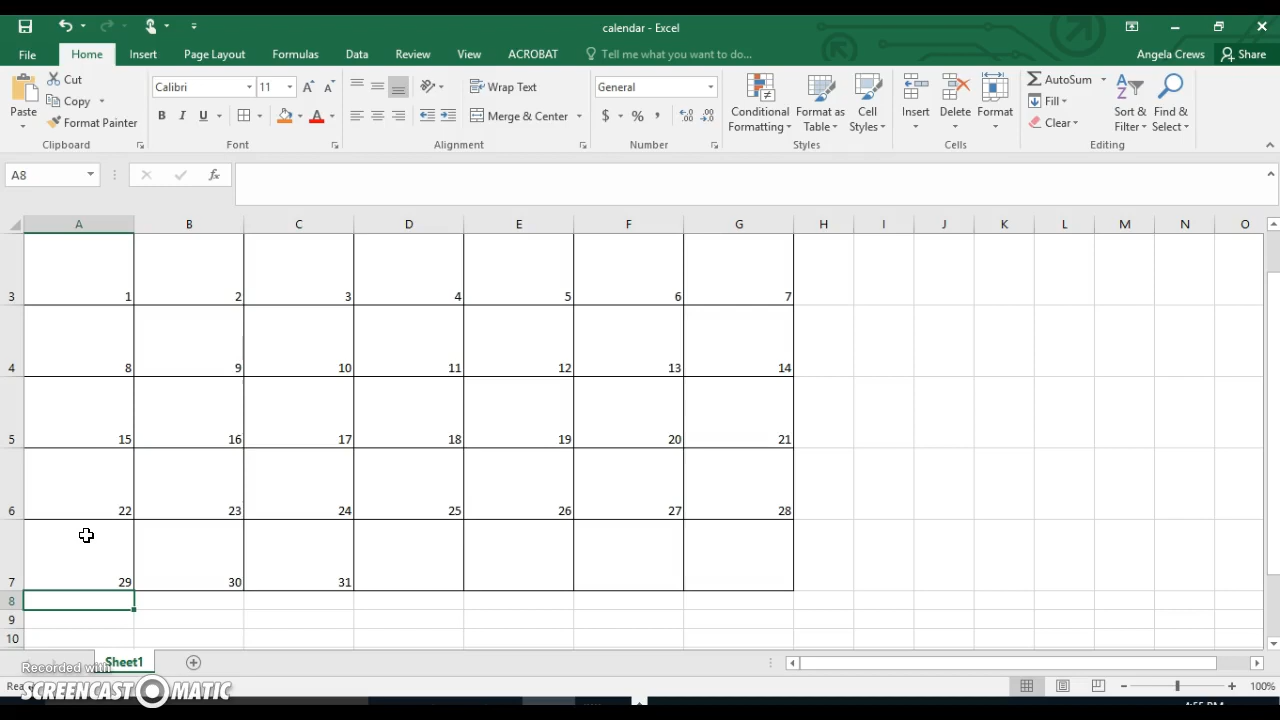 calendar - Excel
File Home Insert Page Layout Formulas Data Review View ACROBAT Tell me what you want to do... Angela Crews Share
Paste
Cut
Copy
Format Painter
Clipboard
Calibri 11
B I U A
Font
Wrap Text
Merge & Center
Alignment
General
$ % ,
Number
Conditional Formatting
Format as Table
Cell Styles
Styles
Insert Delete Format
Cells
AutoSum
Fill
Clear
Sort & Filter
Find & Select
Editing
A8 fx
A B C D E F G H I J K L M N O
3 1 2 3 4 5 6 7
4 8 9 10 11 12 13 14
5 15 16 17 18 19 20 21
6 22 23 24 25 26 27 28
7 29 30 31
8
9
10
Recorded with
SCREENCAST MATIC
Sheet1
100%